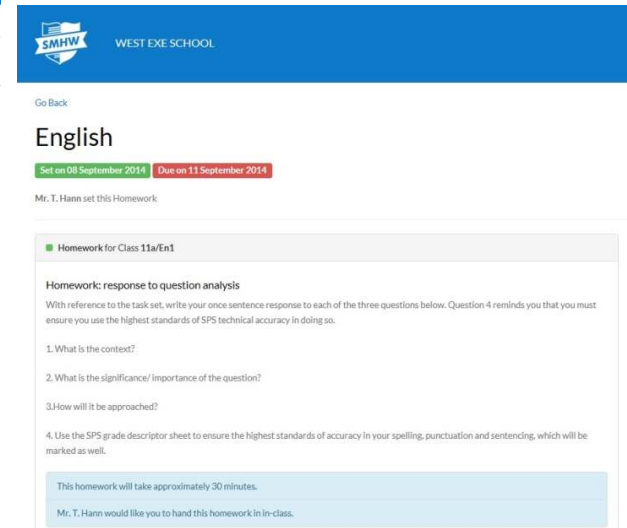 SMHW
WEST EXE SCHOOL
Go Back
English
Set on 08 September 2014 Due on 11 September 2014
Mr. T. Hann set this Homework
Homework for Class 11a/En1
Homework: response to question analysis
With reference to the task set, write your once sentence response to each of the three questions below. Question 4 reminds you that you must
ensure you use the highest standards of SPS technical accuracy in doing so.
1. What is the context?
2. What is the significance/ importance of the question?
3.How will it be approached?
4. Use the SPS grade descriptor sheet to ensure the highest standards of accuracy in your spelling, punctuation and sentencing, which will be
marked as well.
This homework will take approximately 30 minutes.
Mr. T. Hann would like you to hand this homework in in-class.